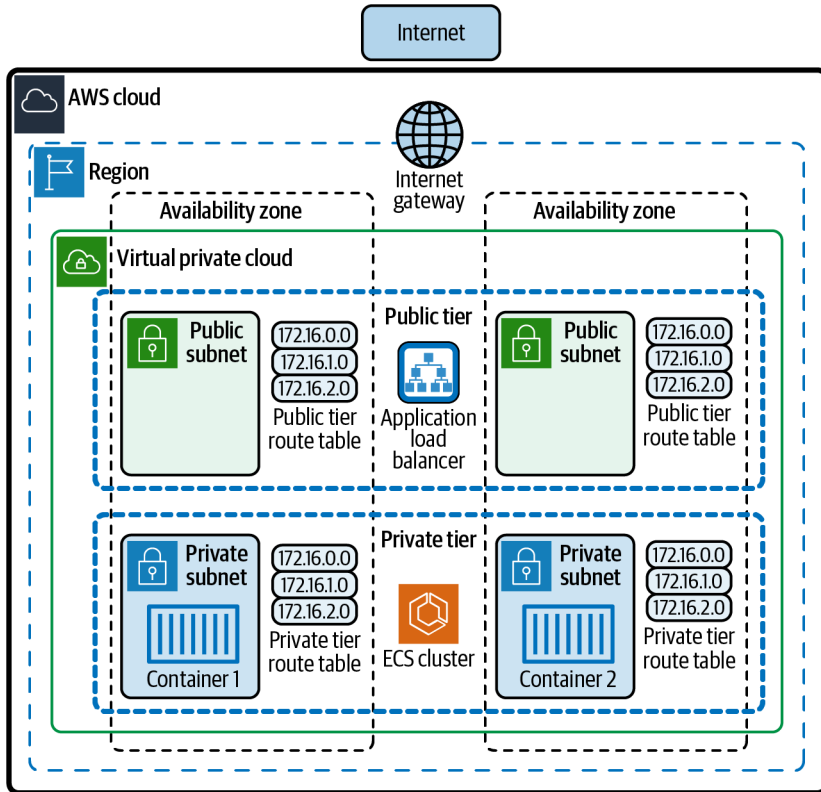 Internet
AWS cloud
Internet
gateway
Region
Availability zone
Availability zone
Virtual private cloud
Public tier
Public
subnet
172.16.0.0
172.16.1.0
172.16.2.0
Public tier
route table
Application
load
balancer
Public
subnet
172.16.0.0
172.16.1.0
172.16.2.0
Public tier
route table
Private tier
Private
subnet
Container 1
172.16.0.0
172.16.1.0
172.16.2.0
Private tier
route table
ECS cluster
Private
subnet
Container 2
172.16.0.0
172.16.1.0
172.16.2.0
Private tier
route table